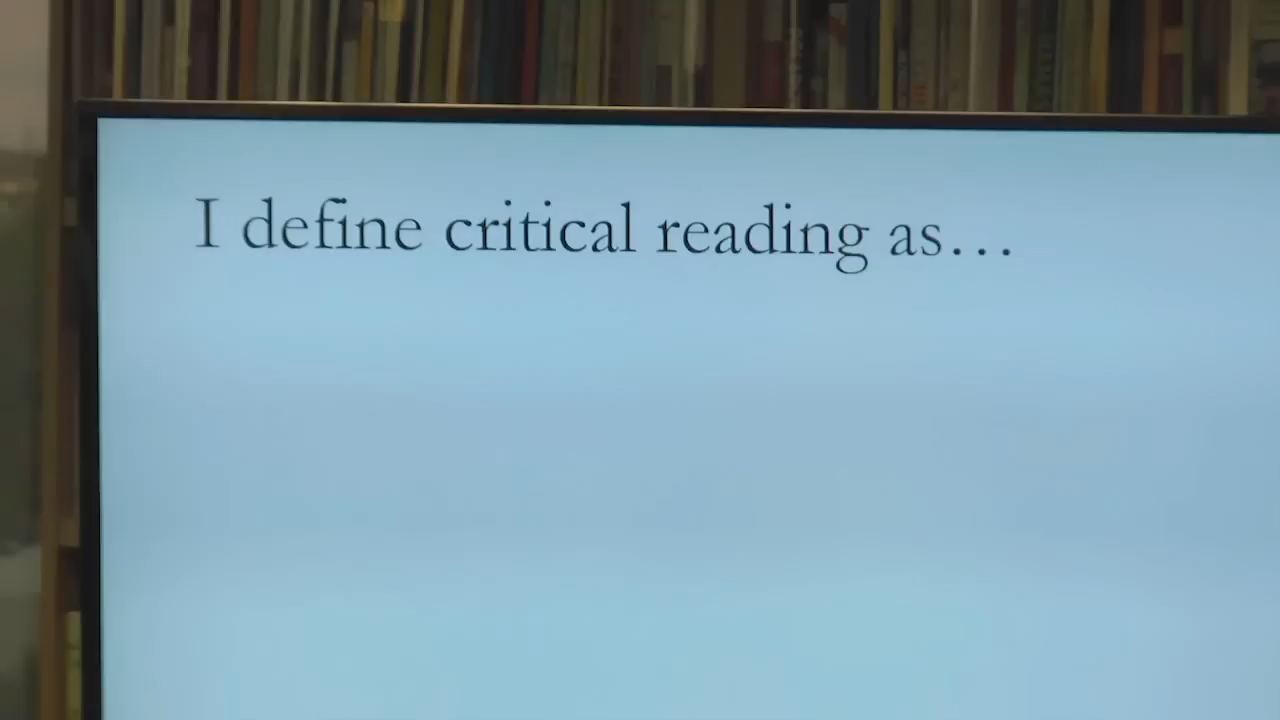 I define critical reading as…